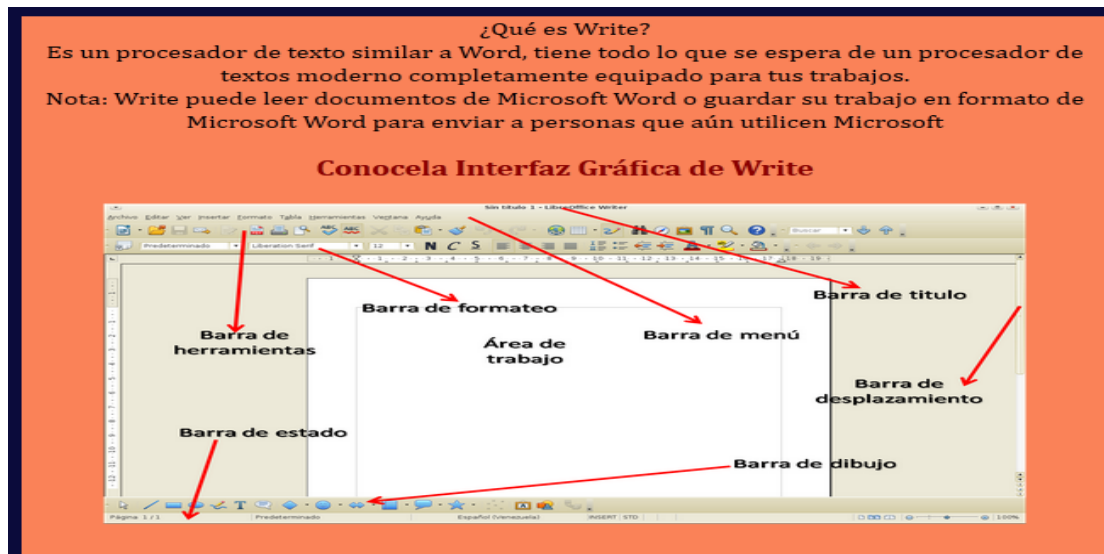 ¿Qué es Write?
Es un procesador de texto similar a Word, tiene todo lo que se espera de un procesador de
textos moderno completamente equipado para tus trabajos.
Nota: Write puede leer documentos de Microsoft Word o guardar su trabajo en formato de
Microsoft Word para enviar a personas que aún utilicen Microsoft
Conocela Interfaz Gráfica de Write
Sin título 1 - LibreOffice Writer
Archivo Editar Ver Insertar Formato Tabla Herramientas Ventana Ayuda
Buscar
Predeterminado Liberation Serif 12 N C S
Barra de titulo
Barra de formateo
Barra de
herramientas
Área de
trabajo
Barra de menú
Barra de
desplazamiento
Barra de estado
Barra de dibujo
Página 1 / 1 Predeterminado Español (Venezuela) INSERT STD 100%